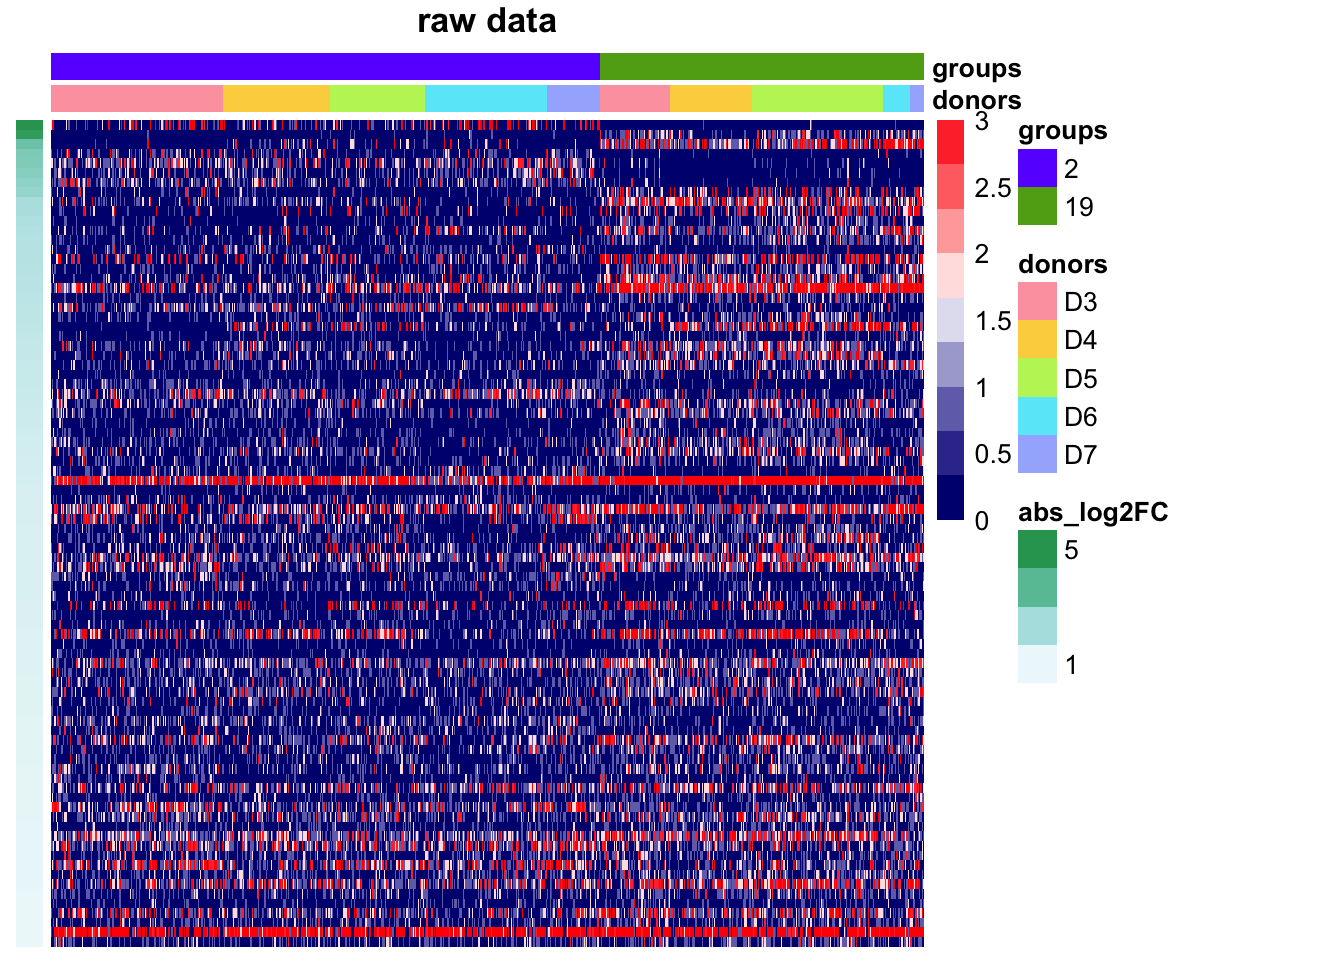 raw data
groups
donors
3
2.5
2
1.5
1
0.5
0
groups
2
19
donors
D3
D4
D5
D6
D7
abs_log2FC
5
1